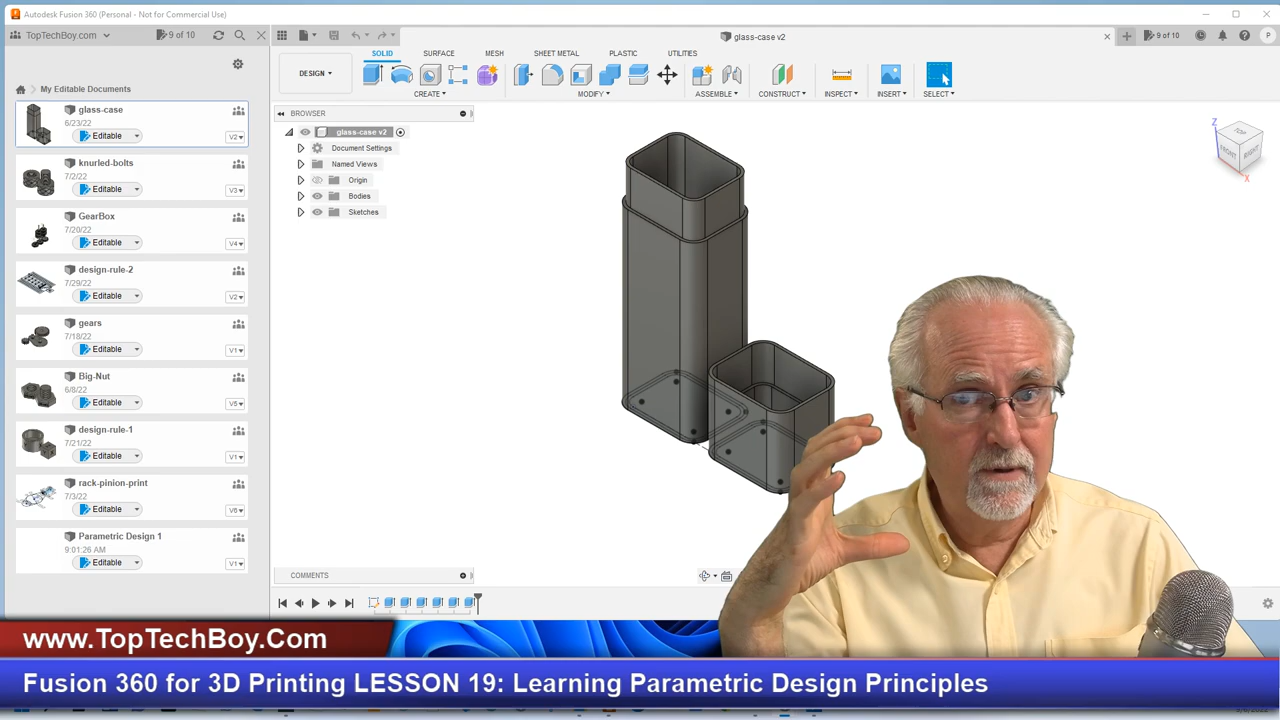 Autodesk Fusion 360 (Personal - Not for Commercial Use)
TopTechBoy.com
9 of 10
glass-case v2
9 of 10
P
DESIGN
SOLID
SURFACE
MESH
SHEET METAL
PLASTIC
UTILITIES
CREATE
MODIFY
ASSEMBLE
CONSTRUCT
INSPECT
INSERT
SELECT
My Editable Documents
glass-case
6/23/22
Editable
V2
knurled-bolts
7/2/22
Editable
V3
GearBox
7/20/22
Editable
V4
design-rule-2
7/29/22
Editable
V2
gears
7/18/22
Editable
V1
Big-Nut
6/8/22
Editable
V5
design-rule-1
7/21/22
Editable
V1
rack-pinion-print
7/3/22
Editable
V6
Parametric Design 1
9:01:26 AM
Editable
V1
BROWSER
glass-case v2
Document Settings
Named Views
Origin
Bodies
Sketches
Z
TOP
FRONT
RIGHT
X
COMMENTS
www.TopTechBoy.Com
Fusion 360 for 3D Printing LESSON 19: Learning Parametric Design Principles